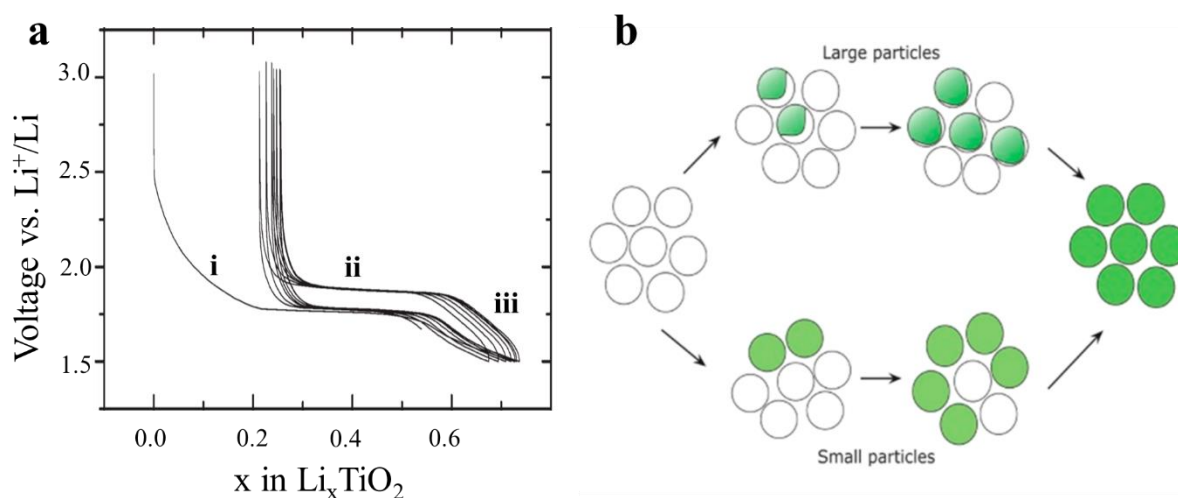 a
3.0
2.5
2.0
1.5
Voltage vs. Li⁺/Li
i
ii
iii
0.0 0.2 0.4 0.6
x in LiₓTiO₂
b
Large particles
Small particles